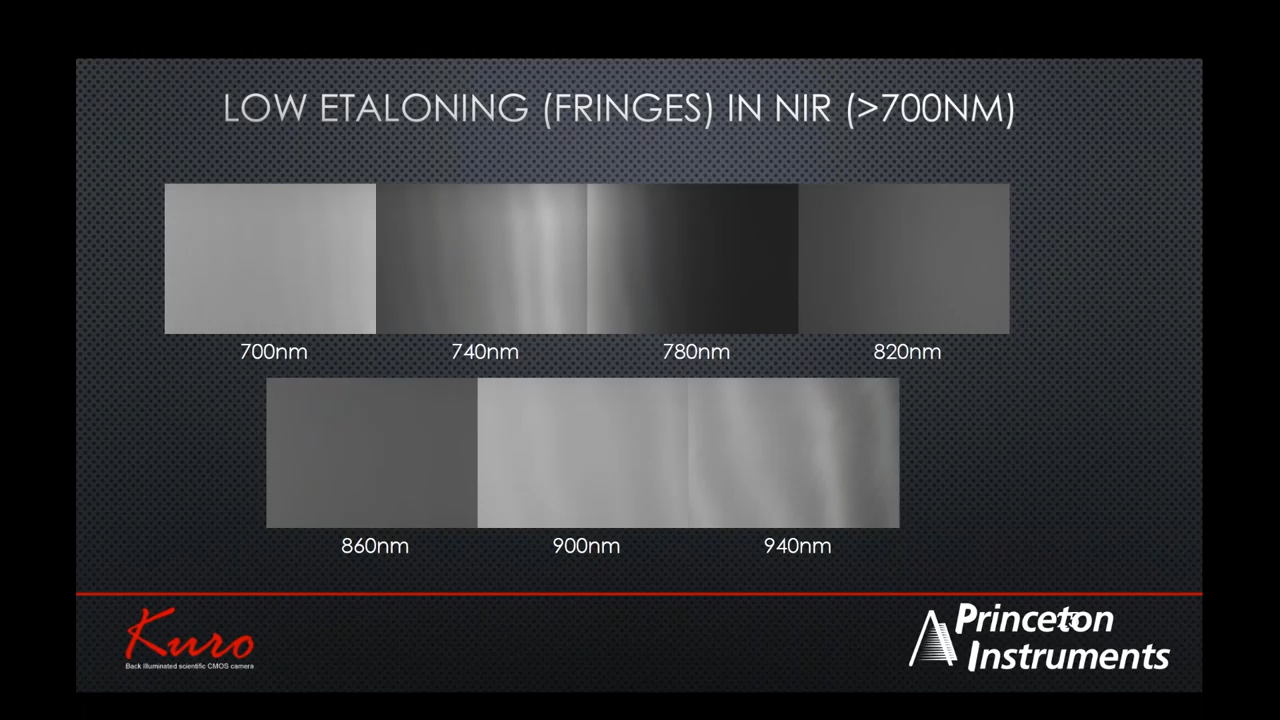 LOW ETALONING (FRINGES) IN NIR (>700NM)
700nm
740nm
780nm
820nm
860nm
900nm
940nm
Kuro
Back Illuminated scientific CMOS camera
Princeton
Instruments